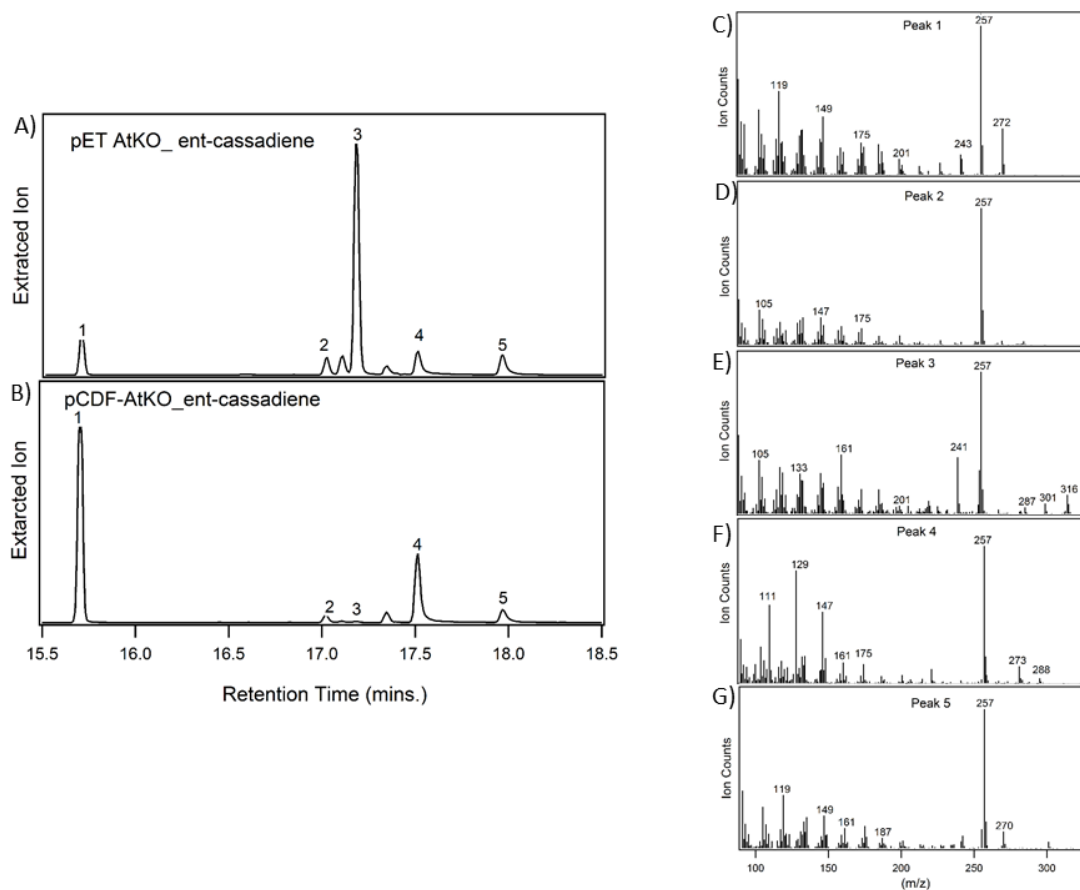 A)
pET AtKO_ ent-cassadiene
Extratced Ion
1
2
3
4
5
B)
pCDF-AtKO_ent-cassadiene
Extarcted Ion
1
2
3
4
5
15.5 16.0 16.5 17.0 17.5 18.0 18.5
Retention Time (mins.)
C)
Peak 1
Ion Counts
119
149
175
201
243
257
272
D)
Peak 2
Ion Counts
105
147
175
257
E)
Peak 3
Ion Counts
105
133
161
201
241
257
287
301
316
F)
Peak 4
Ion Counts
111
129
147
161
175
257
273
288
G)
Peak 5
Ion Counts
119
149
161
187
257
270
100 150 200 250 300
(m/z)